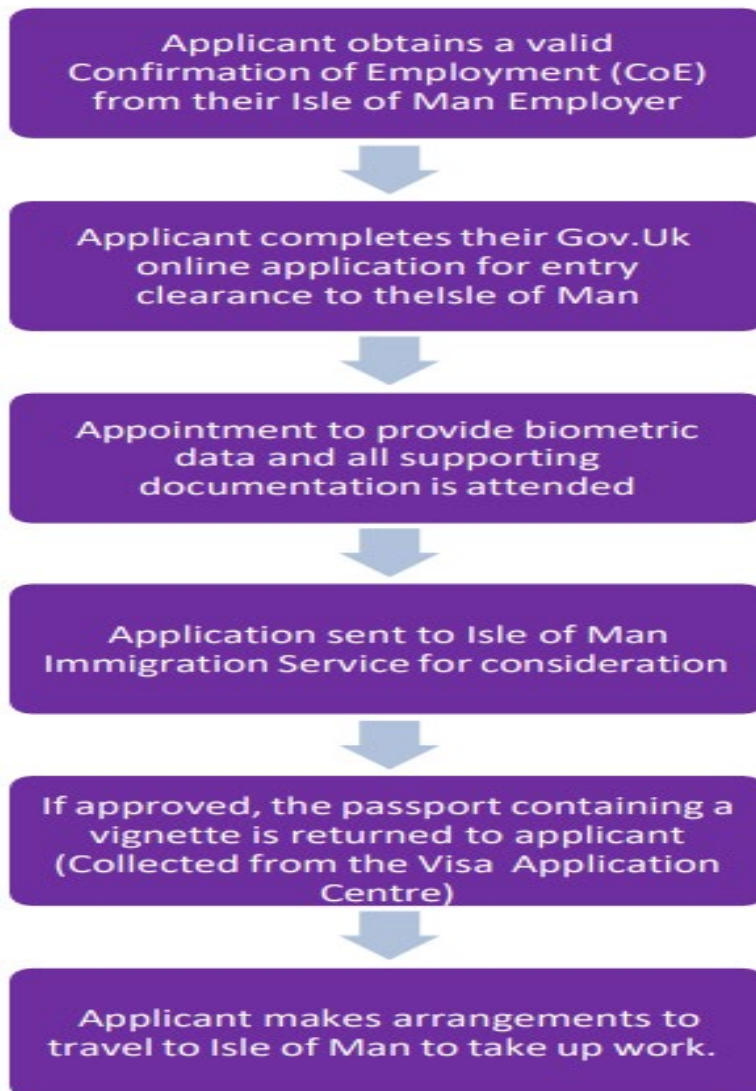 Applicant obtains a valid
Confirmation of Employment (CoE)
from their Isle of Man Employer
Applicant completes their Gov.Uk
online application for entry
clearance to theIsle of Man
Appointment to provide biometric
data and all supporting
documentation is attended
Application sent to Isle of Man
Immigration Service for consideration
If approved, the passport containing a
vignette is returned to applicant
(Collected from the Visa Application
Centre)
Applicant makes arrangements to
travel to Isle of Man to take up work.